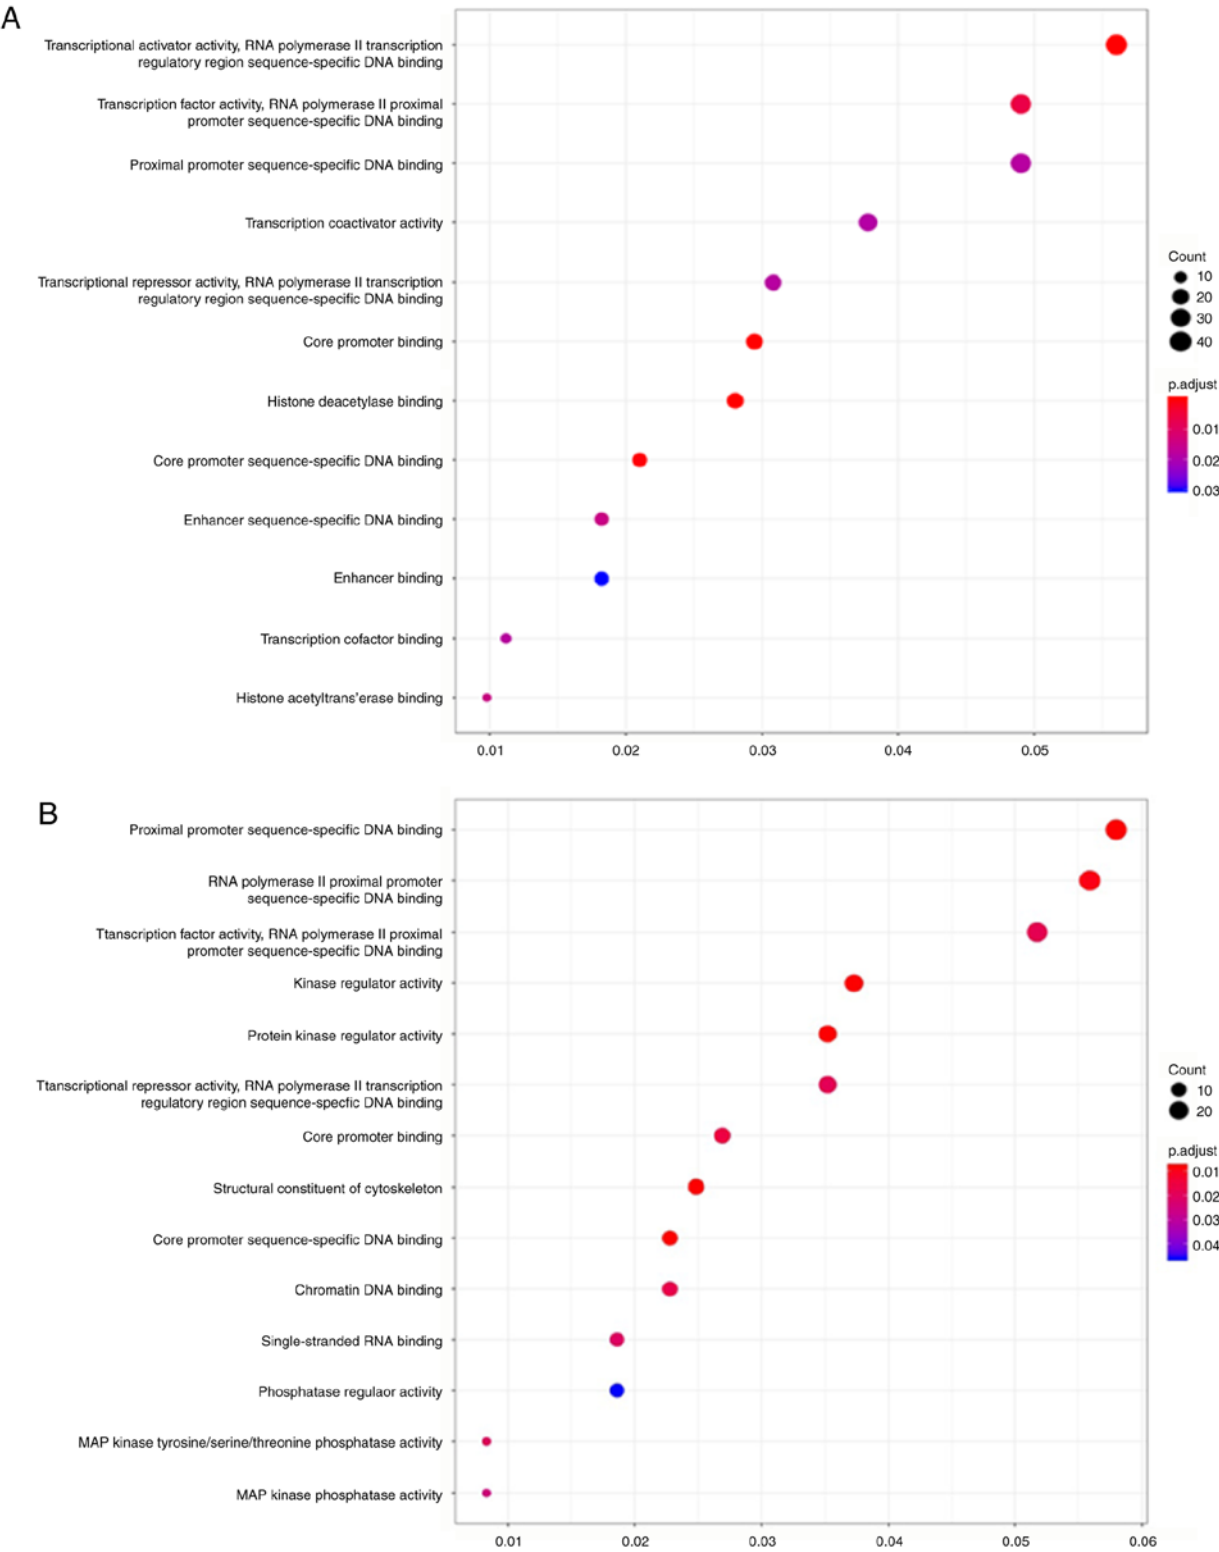 A
Transcriptional activator activity, RNA polymerase II transcription
regulatory region sequence-specific DNA binding
Transcription factor activity, RNA polymerase II proximal
promoter sequence-specific DNA binding
Proximal promoter sequence-specific DNA binding
Transcription coactivator activity
Transcriptional repressor activity, RNA polymerase II transcription
regulatory region sequence-specific DNA binding
Core promoter binding
Histone deacetylase binding
Core promoter sequence-specific DNA binding
Enhancer sequence-specific DNA binding
Enhancer binding
Transcription cofactor binding
Histone acetyltrans'erase binding
0.01 0.02 0.03 0.04 0.05
Count
10
20
30
40
p.adjust
0.01
0.02
0.03
B
Proximal promoter sequence-specific DNA binding
RNA polymerase II proximal promoter
sequence-specific DNA binding
Ttanscription factor activity, RNA polymerase II proximal
promoter sequence-specific DNA binding
Kinase regulator activity
Protein kinase regulator activity
Ttanscriptional repressor activity, RNA polymerase II transcription
regulatory region sequence-specfic DNA binding
Core promoter binding
Structural constituent of cytoskeleton
Core promoter sequence-specific DNA binding
Chromatin DNA binding
Single-stranded RNA binding
Phosphatase regulaor activity
MAP kinase tyrosine/serine/threonine phosphatase activity
MAP kinase phosphatase activity
0.01 0.02 0.03 0.04 0.05 0.06
Count
10
20
p.adjust
0.01
0.02
0.03
0.04